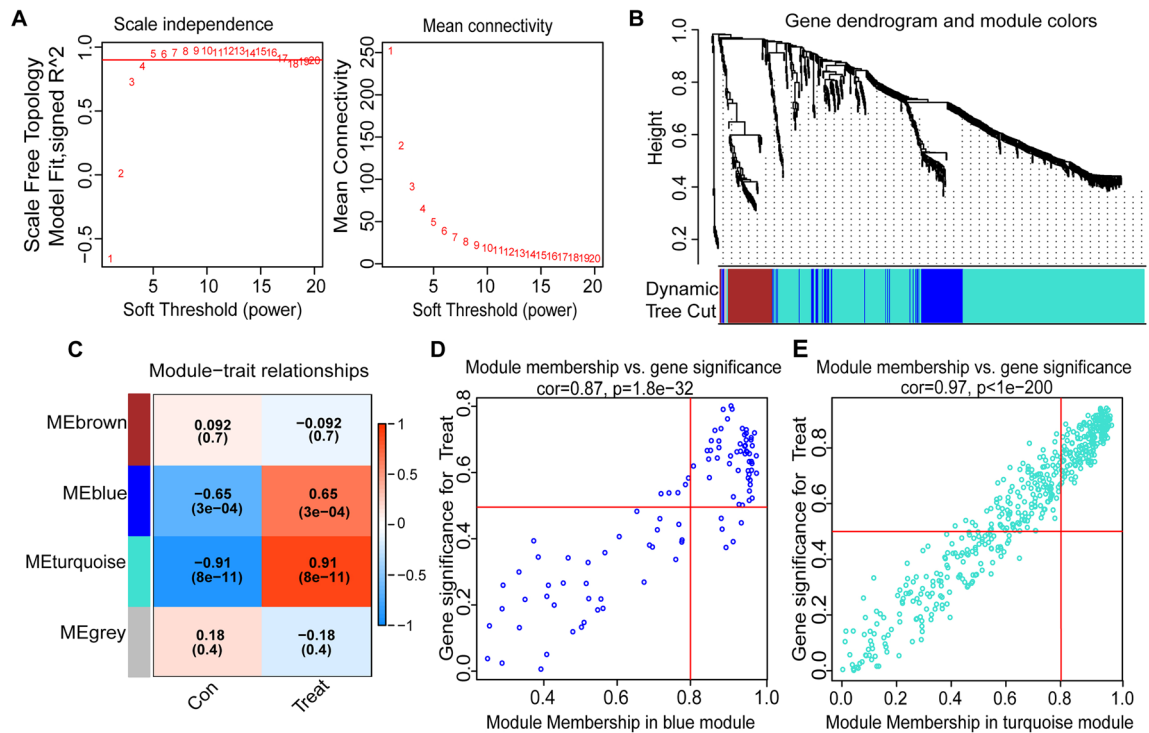 A
Scale independence
Scale Free Topology
Model Fit,signed R^2
1.0
0.5
0.0
−0.5
1 2 3 4 5 6 7 8 9 10 11 12 13 14 15 16 17 18 19 20
5 10 15 20
Soft Threshold (power)
Mean connectivity
Mean Connectivity
250
200
150
100
50
0
1 2 3 4 5 6 7 8 9 10 11 12 13 14 15 16 17 18 19 20
5 10 15 20
Soft Threshold (power)
B
Gene dendrogram and module colors
Height
1.0
0.8
0.6
0.4
0.2
Dynamic
Tree Cut
C
Module−trait relationships
MEbrown
0.092
(0.7)
−0.092
(0.7)
MEblue
−0.65
(3e−04)
0.65
(3e−04)
MEturquoise
−0.91
(8e−11)
0.91
(8e−11)
MEgrey
0.18
(0.4)
−0.18
(0.4)
Con
Treat
1
0.5
0
−0.5
−1
D
Module membership vs. gene significance
cor=0.87, p=1.8e−32
Gene significance for Treat
0.8
0.6
0.4
0.2
0.0
0.4 0.6 0.8 1.0
Module Membership in blue module
E
Module membership vs. gene significance
cor=0.97, p<1e−200
Gene significance for Treat
0.8
0.6
0.4
0.2
0.0
0.0 0.2 0.4 0.6 0.8 1.0
Module Membership in turquoise module